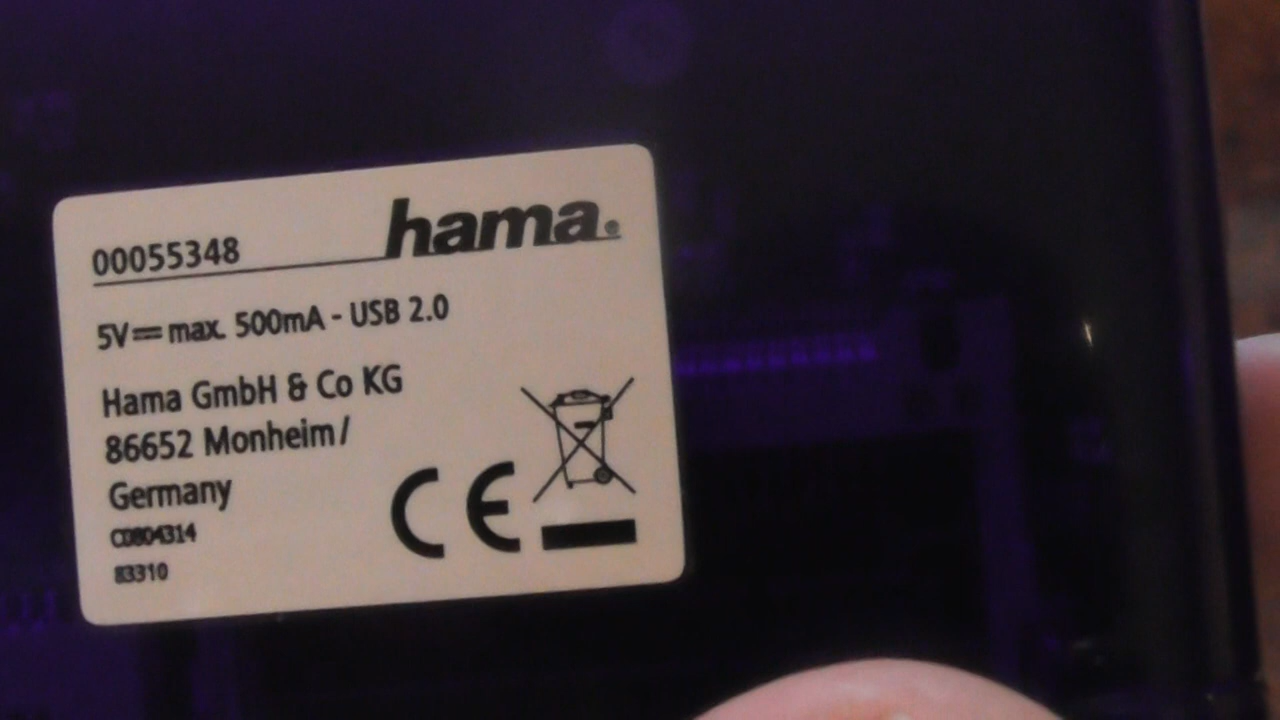 00055348 hama.
5V⎓ max. 500mA - USB 2.0
Hama GmbH & Co KG
86652 Monheim/
Germany
C0804314
83310
CE